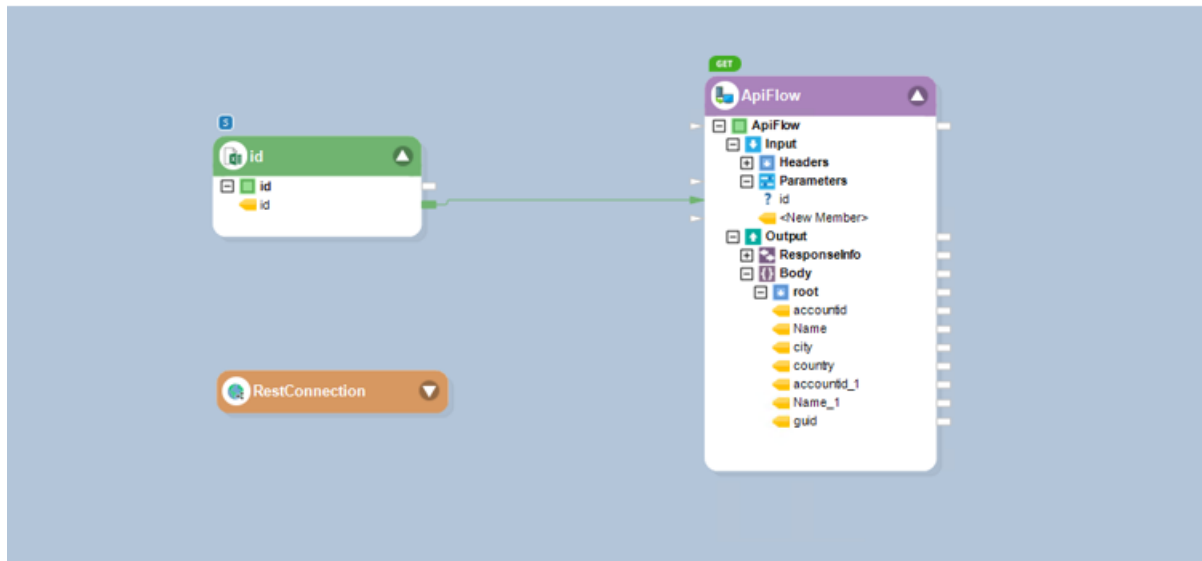 S
id
id
id
RestConnection
GET
ApiFlow
ApiFlow
Input
Headers
Parameters
? id
<New Member>
Output
ResponseInfo
Body
root
accountid
Name
city
country
accountid_1
Name_1
guid